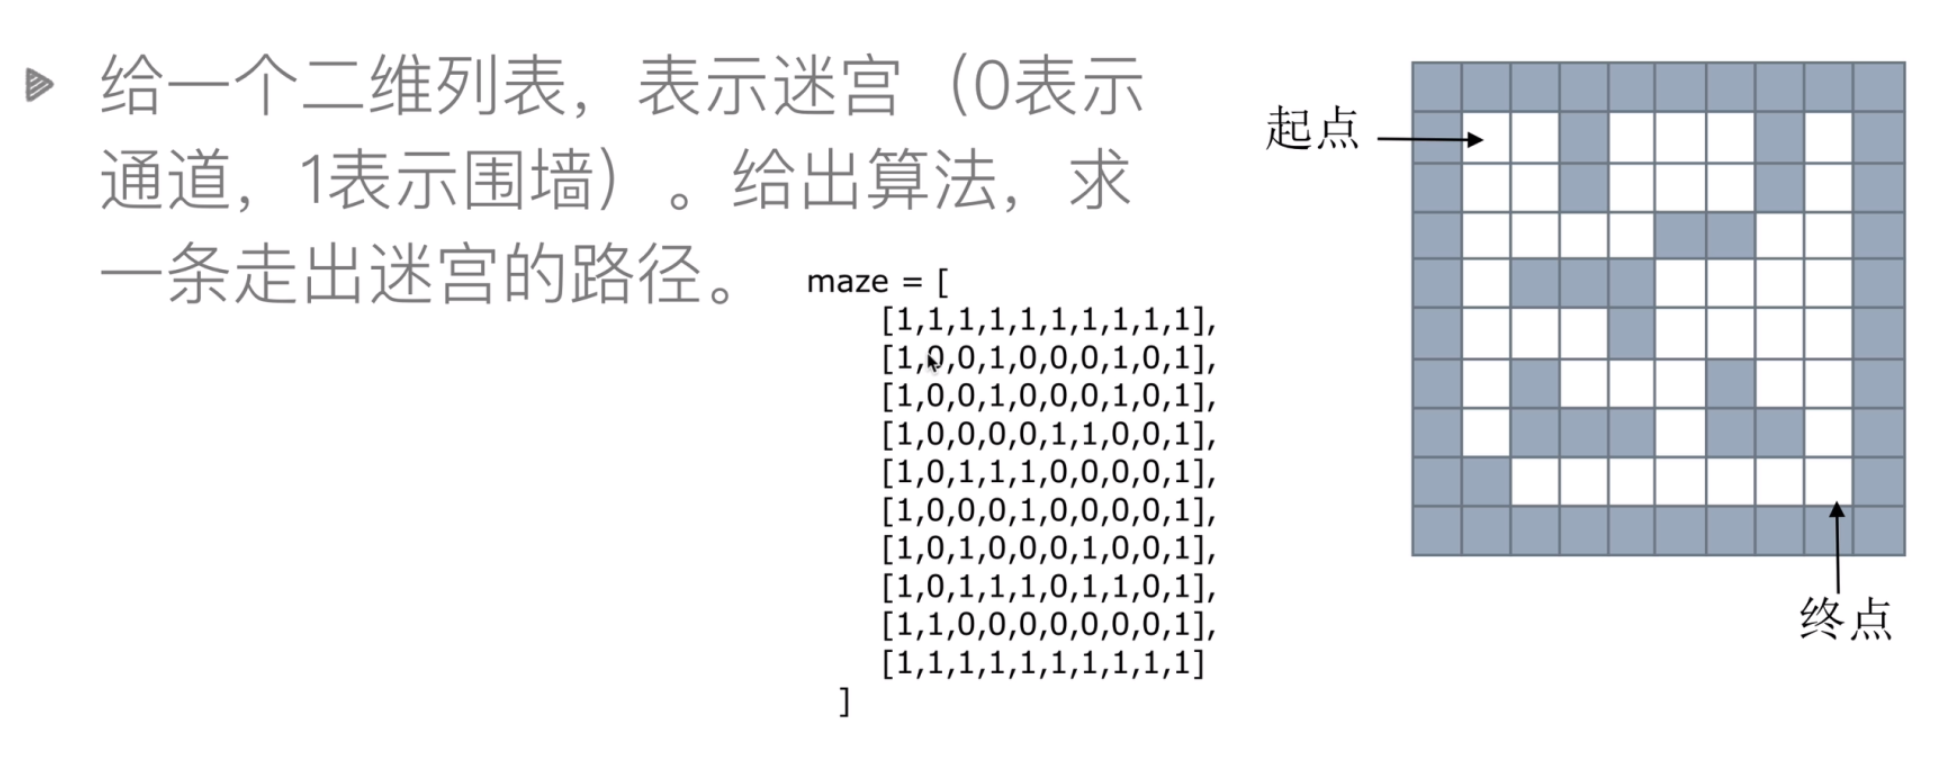 给一个二维列表，表示迷宫（0表示
通道，1表示围墙）。给出算法，求
一条走出迷宫的路径。
maze = [
[1,1,1,1,1,1,1,1,1,1],
[1,0,0,1,0,0,0,1,0,1],
[1,0,0,1,0,0,0,1,0,1],
[1,0,0,0,0,1,1,0,0,1],
[1,0,1,1,1,0,0,0,0,1],
[1,0,0,0,1,0,0,0,0,1],
[1,0,1,0,0,0,1,0,0,1],
[1,0,1,1,1,0,1,1,0,1],
[1,1,0,0,0,0,0,0,0,1],
[1,1,1,1,1,1,1,1,1,1]
]
起点
终点